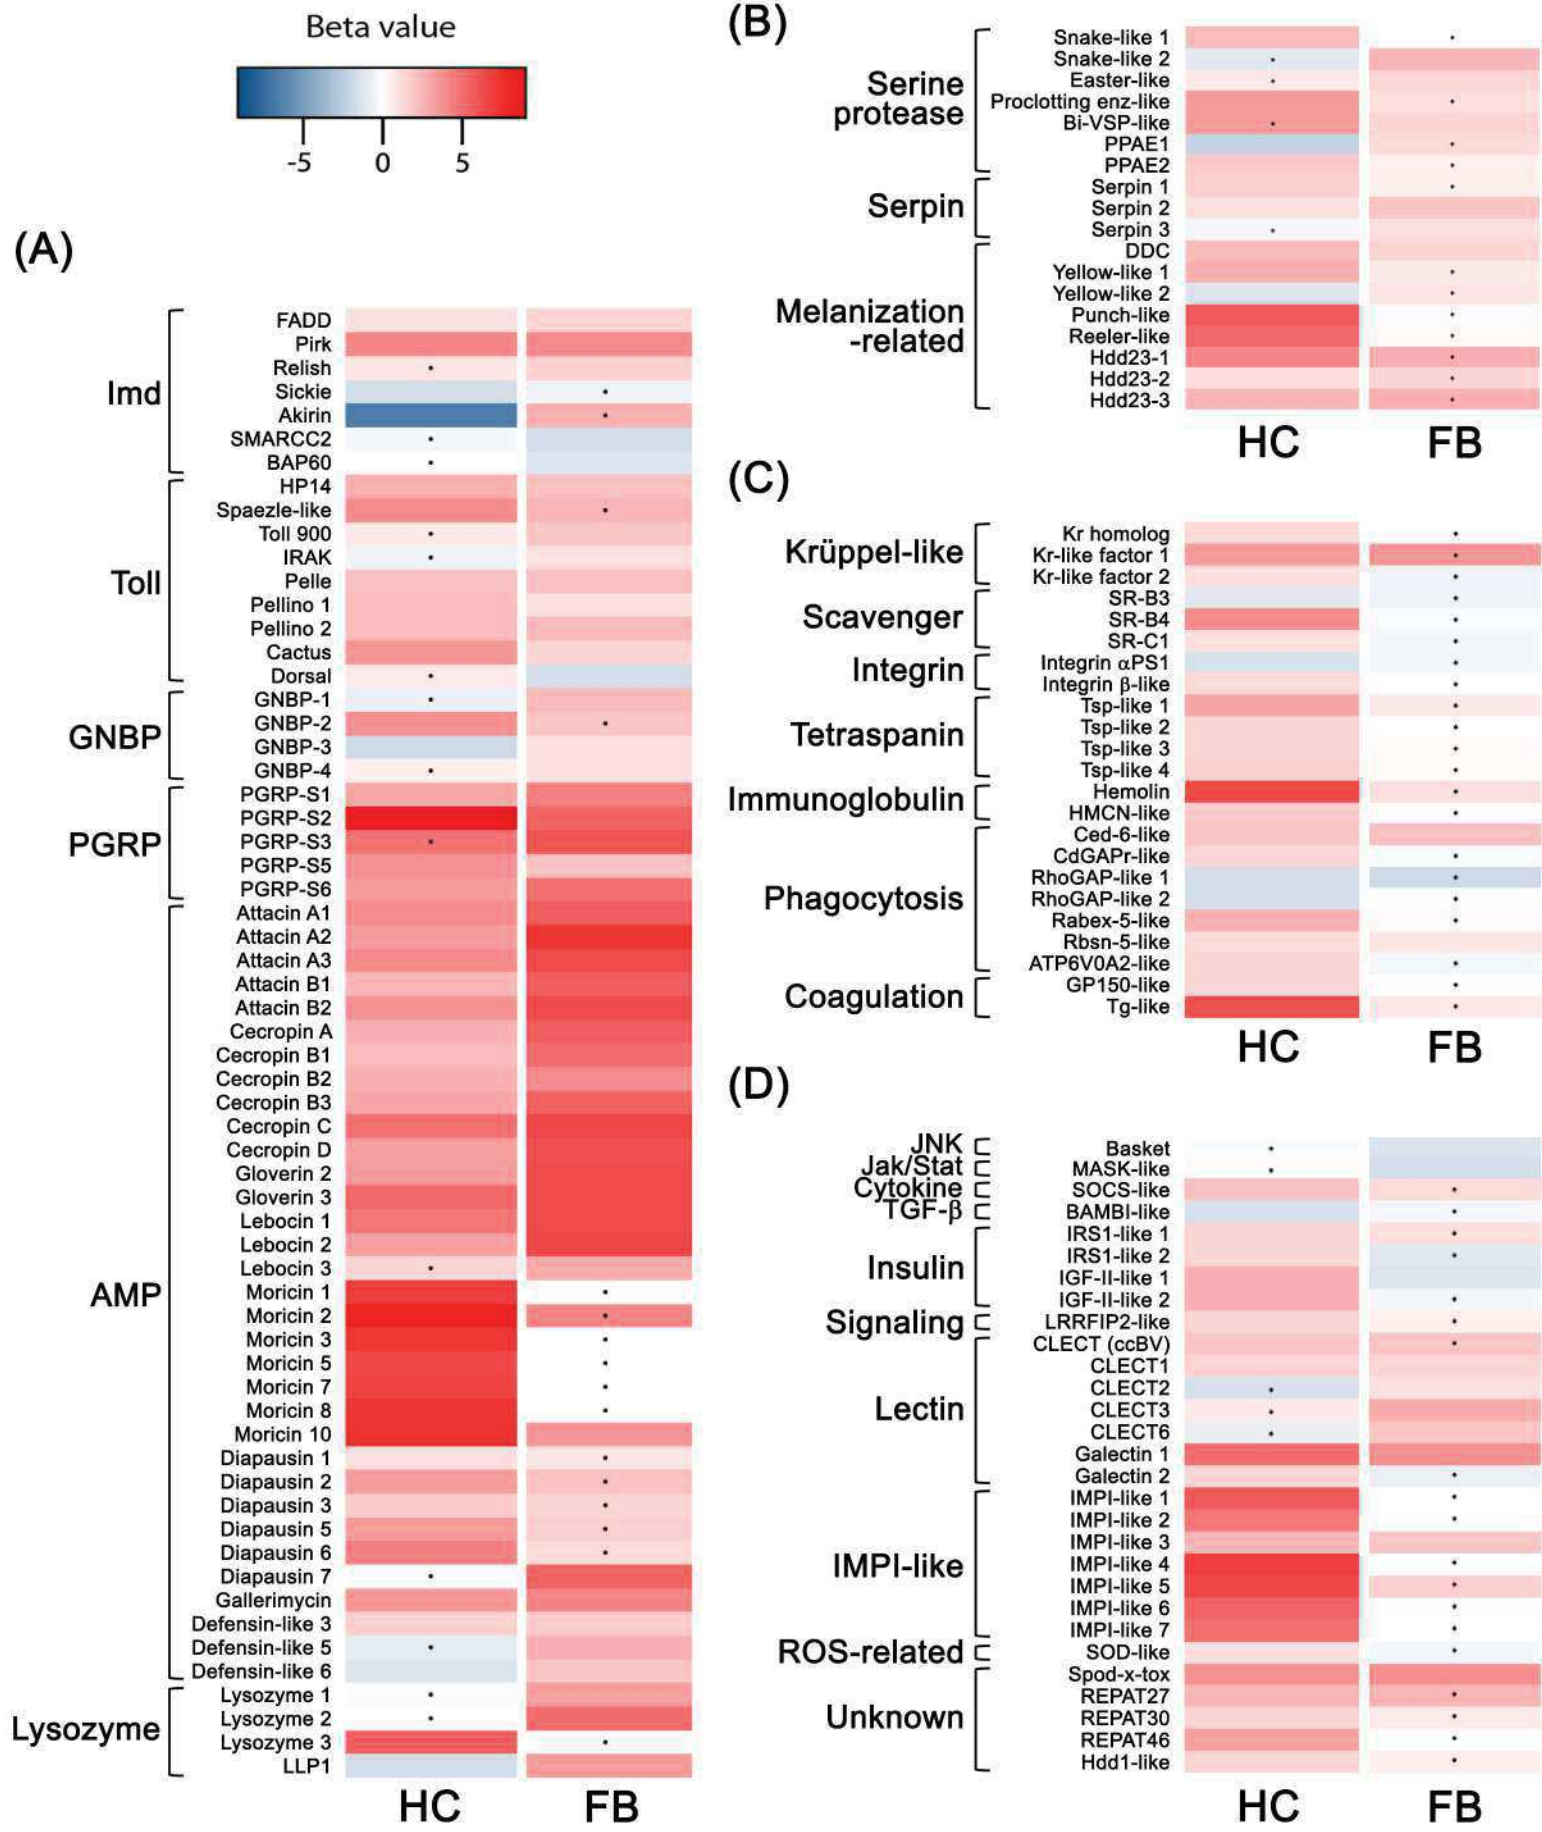 Beta value
-5 0 5
(A)
Imd
FADD
Pirk
Relish
Sickie
Akirin
SMARCC2
BAP60
Toll
HP14
Spaezle-like
Toll 900
IRAK
Pelle
Pellino 1
Pellino 2
Cactus
Dorsal
GNBP
GNBP-1
GNBP-2
GNBP-3
GNBP-4
PGRP
PGRP-S1
PGRP-S2
PGRP-S3
PGRP-S5
PGRP-S6
AMP
Attacin A1
Attacin A2
Attacin A3
Attacin B1
Attacin B2
Cecropin A
Cecropin B1
Cecropin B2
Cecropin B3
Cecropin C
Cecropin D
Gloverin 2
Gloverin 3
Lebocin 1
Lebocin 2
Lebocin 3
Moricin 1
Moricin 2
Moricin 3
Moricin 5
Moricin 7
Moricin 8
Moricin 10
Diapausin 1
Diapausin 2
Diapausin 3
Diapausin 5
Diapausin 6
Diapausin 7
Gallerimycin
Defensin-like 3
Defensin-like 5
Defensin-like 6
Lysozyme
Lysozyme 1
Lysozyme 2
Lysozyme 3
LLP1
HC FB
(B)
Serine
protease
Snake-like 1
Snake-like 2
Easter-like
Proclotting enz-like
Bi-VSP-like
PPAE1
PPAE2
Serpin
Serpin 1
Serpin 2
Serpin 3
Melanization
-related
DDC
Yellow-like 1
Yellow-like 2
Punch-like
Reeler-like
Hdd23-1
Hdd23-2
Hdd23-3
HC FB
(C)
Krüppel-like
Kr homolog
Kr-like factor 1
Kr-like factor 2
Scavenger
SR-B3
SR-B4
SR-C1
Integrin
Integrin αPS1
Integrin β-like
Tetraspanin
Tsp-like 1
Tsp-like 2
Tsp-like 3
Tsp-like 4
Immunoglobulin
Hemolin
HMCN-like
Phagocytosis
Ced-6-like
CdGAPr-like
RhoGAP-like 1
RhoGAP-like 2
Rabex-5-like
Rbsn-5-like
ATP6V0A2-like
Coagulation
GP150-like
Tg-like
HC FB
(D)
JNK
Basket
Jak/Stat
MASK-like
Cytokine
SOCS-like
TGF-β
BAMBI-like
Insulin
IRS1-like 1
IRS1-like 2
IGF-II-like 1
IGF-II-like 2
Signaling
LRRFIP2-like
Lectin
CLECT (ccBV)
CLECT1
CLECT2
CLECT3
CLECT6
Galectin 1
Galectin 2
IMPI-like
IMPI-like 1
IMPI-like 2
IMPI-like 3
IMPI-like 4
IMPI-like 5
IMPI-like 6
IMPI-like 7
ROS-related
SOD-like
Unknown
Spod-x-tox
REPAT27
REPAT30
REPAT46
Hdd1-like
HC FB